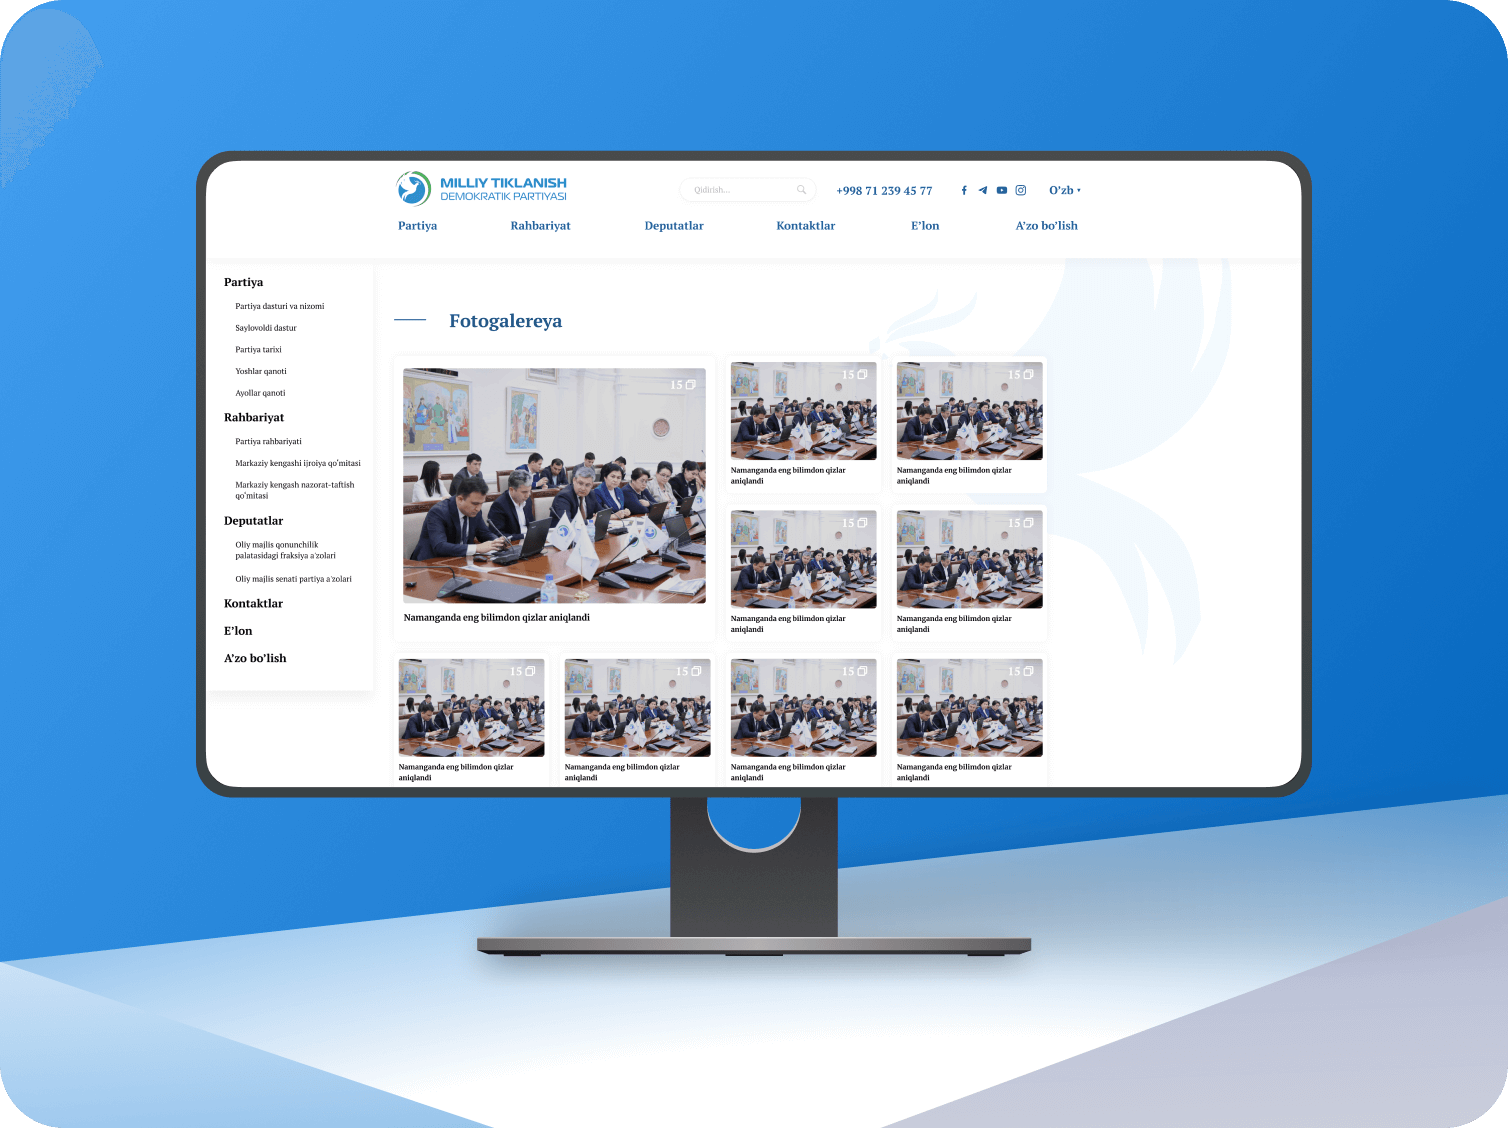 MILLIY TIKLANISH
DEMOKRATIK PARTIYASI
Qidirish...
+998 71 239 45 77
O’zb
Partiya
Rahbariyat
Deputatlar
Kontaktlar
E’lon
A’zo bo’lish
Partiya
Partiya dasturi va nizomi
Saylovoldi dastur
Partiya tarixi
Yoshlar qanoti
Ayollar qanoti
Rahbariyat
Partiya rahbariyati
Markaziy kengashi ijroiya qo‘mitasi
Markaziy kengash nazorat-taftish
qo‘mitasi
Deputatlar
Oliy majlis qonunchilik
palatasidagi fraksiya a'zolari
Oliy majlis senati partiya a'zolari
Kontaktlar
E’lon
A’zo bo’lish
Fotogalereya
15
Namanganda eng bilimdon qizlar aniqlandi
15
Namanganda eng bilimdon qizlar
aniqlandi
15
Namanganda eng bilimdon qizlar
aniqlandi
15
Namanganda eng bilimdon qizlar
aniqlandi
15
Namanganda eng bilimdon qizlar
aniqlandi
15
Namanganda eng bilimdon qizlar
aniqlandi
15
Namanganda eng bilimdon qizlar
aniqlandi
15
Namanganda eng bilimdon qizlar
aniqlandi
15
Namanganda eng bilimdon qizlar
aniqlandi